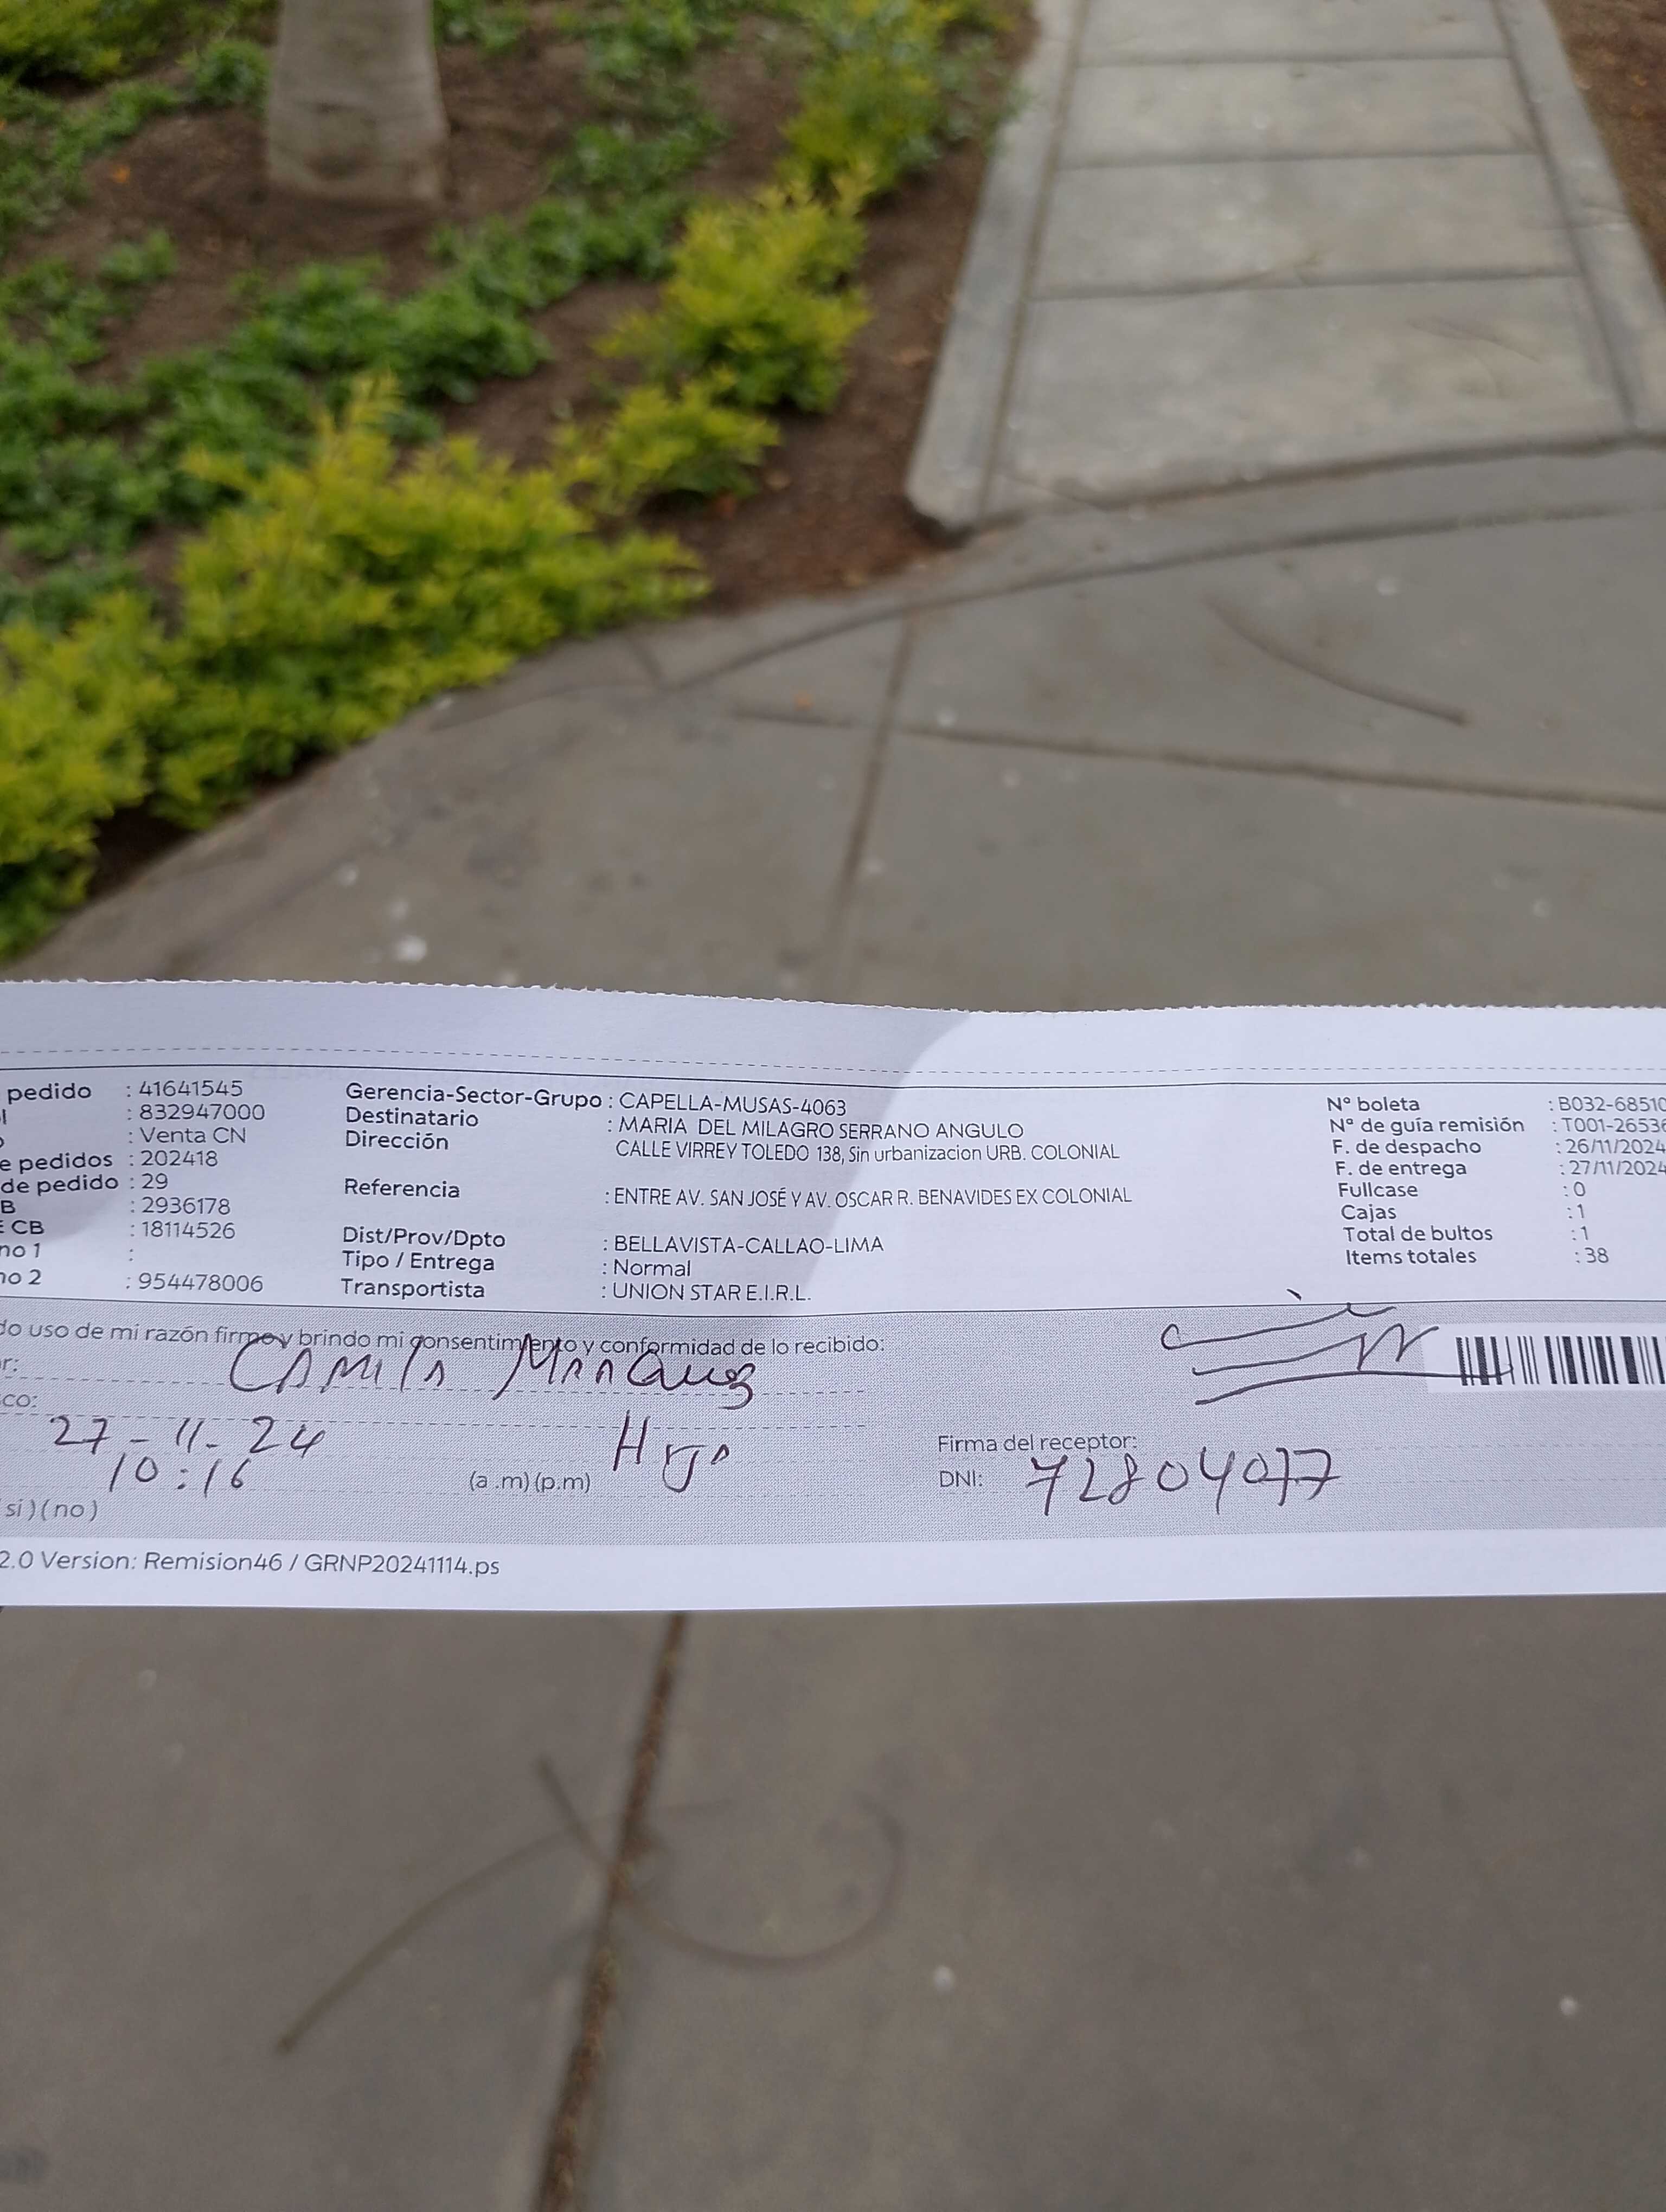 pedido : 41641545
: 832947000
: Venta CN
e pedidos : 202418
de pedido : 29
B : 2936178
E CB : 18114526
no 1 :
no 2 : 954478006
Gerencia-Sector-Grupo : CAPELLA-MUSAS-4063
Destinatario : MARIA DEL MILAGRO SERRANO ANGULO
Dirección CALLE VIRREY TOLEDO 138, Sin urbanizacion URB. COLONIAL
Referencia : ENTRE AV. SAN JOSÉ Y AV. OSCAR R. BENAVIDES EX COLONIAL
Dist/Prov/Dpto : BELLAVISTA-CALLAO-LIMA
Tipo / Entrega : Normal
Transportista : UNION STAR E.I.R.L.
N° boleta : B032-68510
N° de guía remisión : T001-26536
F. de despacho : 26/11/2024
F. de entrega : 27/11/2024
Fullcase : 0
Cajas : 1
Total de bultos : 1
Items totales : 38
do uso de mi razón firmo y brindo mi consentimiento y conformidad de lo recibido:
r: CAMILA
co:
27-11-24 Hija
10:16 (a .m) (p.m)
Firma del receptor:
DNI:
si ) ( no )
2.0 Version: Remision46 / GRNP20241114.ps